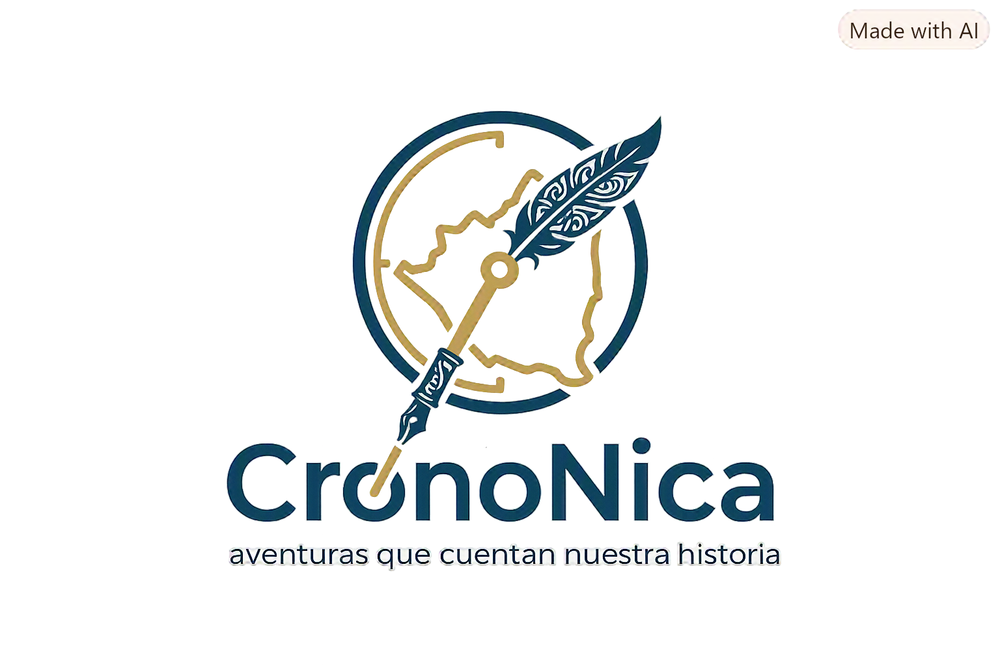 Made with AI
CronoNica
aventuras que cuentan nuestra historia